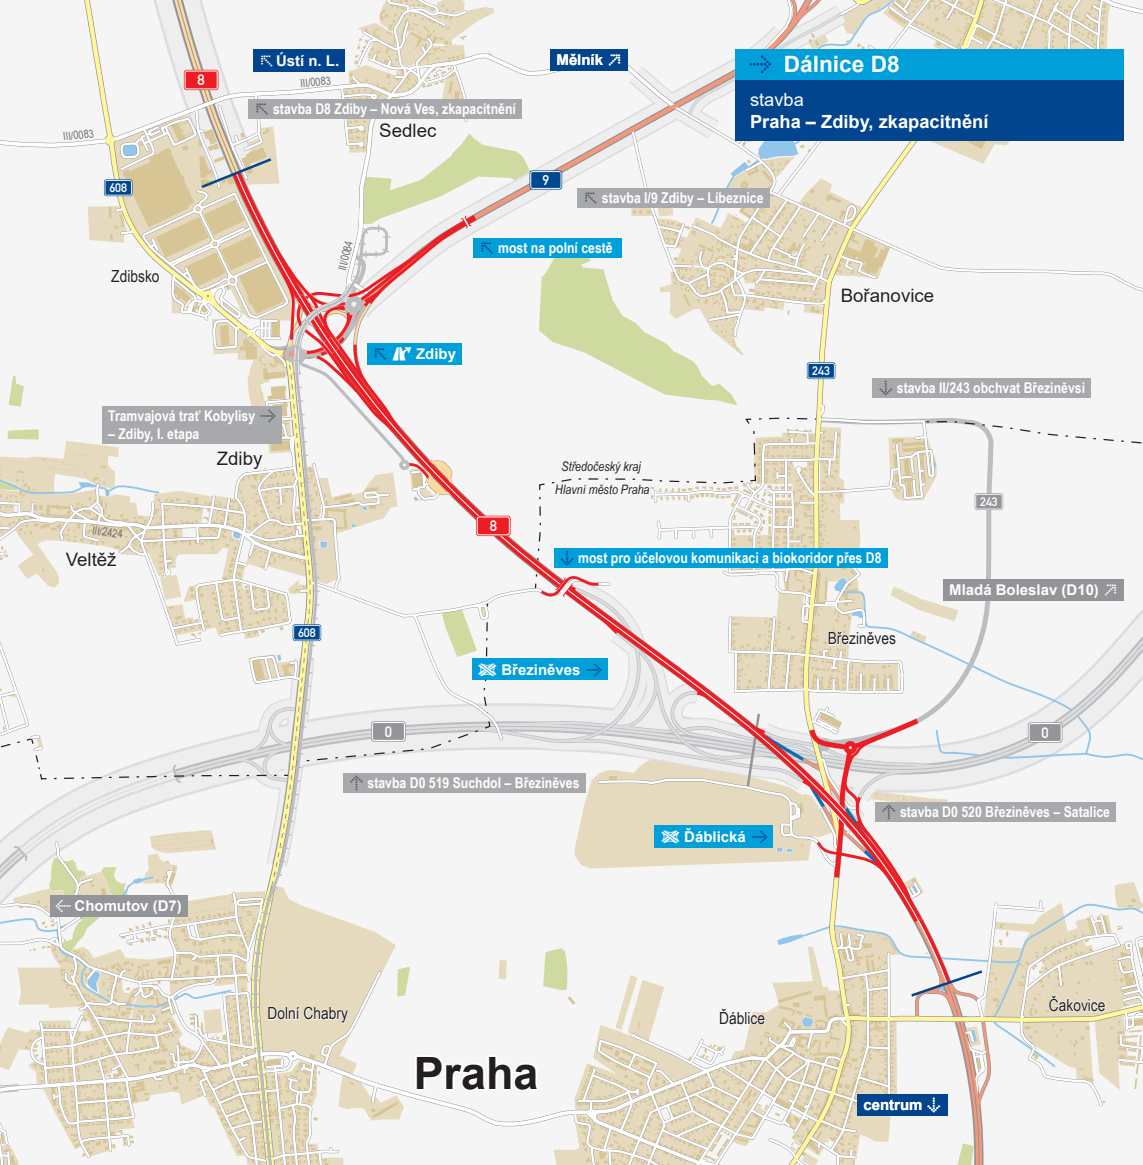 Ústí n. L.
Mělník
Dálnice D8
stavba
Praha – Zdiby, zkapacitnění
8
III/0083
stavba D8 Zdiby – Nová Ves, zkapacitnění
Sedlec
III/0083
608
9
stavba I/9 Zdiby – Líbeznice
most na polní cestě
III/0084
Zdibsko
Bořanovice
Zdiby
243
stavba II/243 obchvat Březiněvsi
Tramvajová trať Kobylisy
– Zdiby, I. etapa
Zdiby
Středočeský kraj
Hlavní město Praha
243
8
III/2424
Veltěž
most pro účelovou komunikaci a biokoridor přes D8
Mladá Boleslav (D10)
608
Březiněves
Březiněves
0
0
stavba D0 519 Suchdol – Březiněves
stavba D0 520 Březiněves – Satalice
Ďáblická
Chomutov (D7)
Dolní Chabry
Ďáblice
Čakovice
Praha
centrum